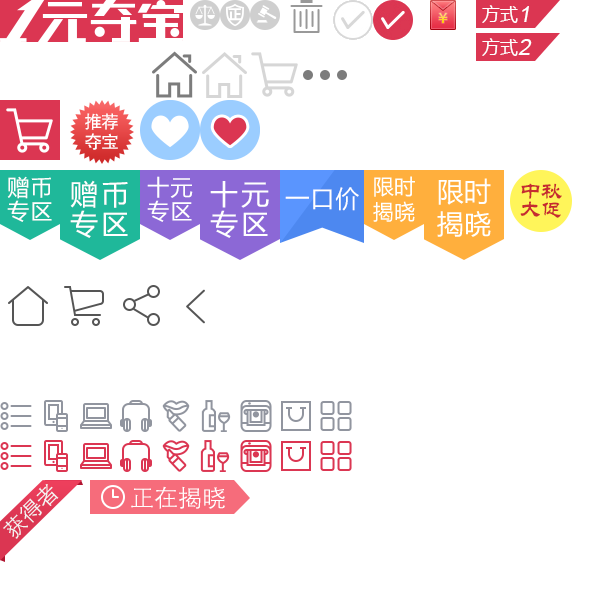 1元夺宝
正
¥
方式1
方式2
推荐
夺宝
赠币
专区
赠币
专区
十元
专区
十元
专区
一口价
限时
揭晓
限时
揭晓
中秋
大促
获得者
正在揭晓